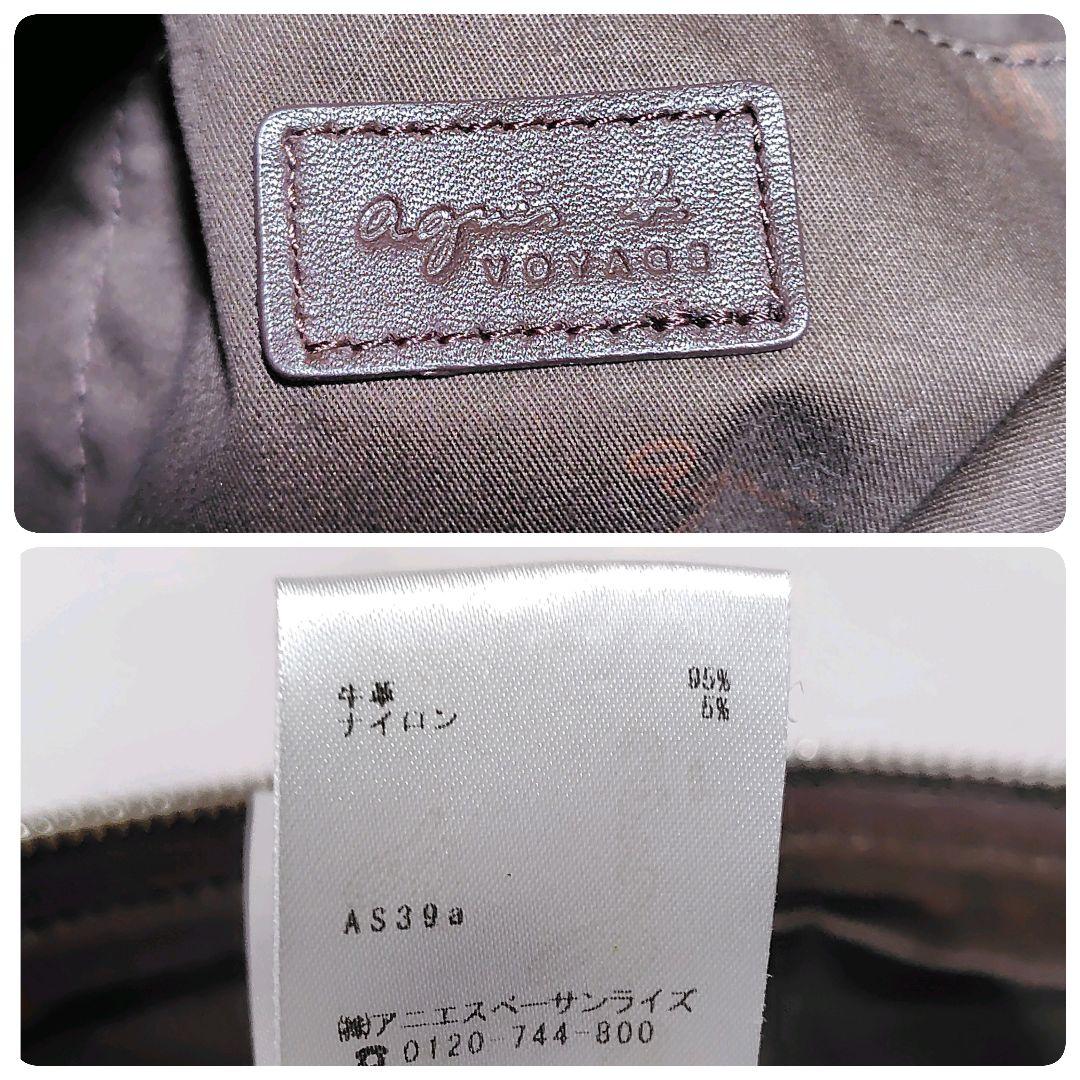 agnès b.
VOYAGE
牛革 95%
ナイロン 5%
AS39a
㈱アニエスベーサンライズ
☎0120-744-800